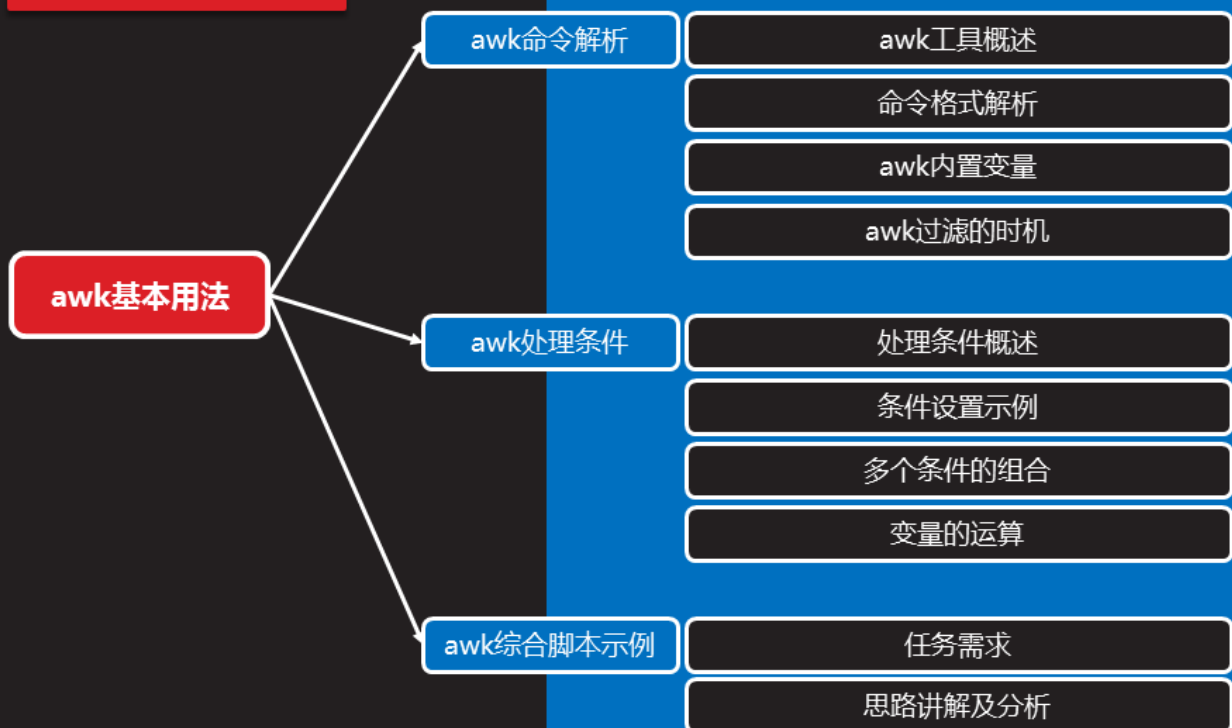 awk基本用法
awk命令解析
awk工具概述
命令格式解析
awk内置变量
awk过滤的时机
awk处理条件
处理条件概述
条件设置示例
多个条件的组合
变量的运算
awk综合脚本示例
任务需求
思路讲解及分析